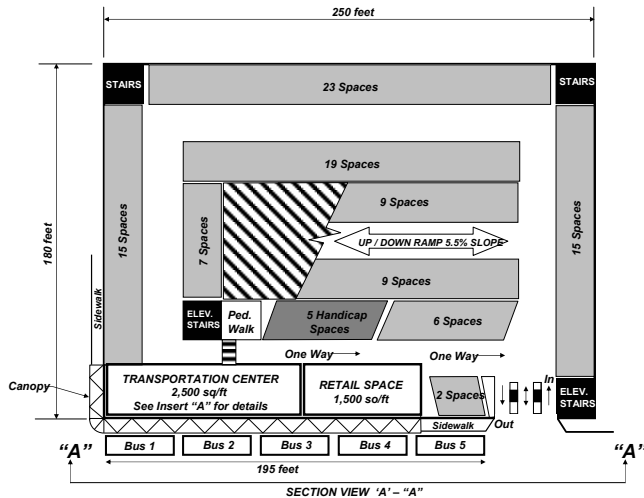 250 feet
STAIRS
STAIRS
23 Spaces
19 Spaces
9 Spaces
180 feet
15 Spaces
7 Spaces
UP / DOWN RAMP 5.5% SLOPE
15 Spaces
9 Spaces
Sidewalk
ELEV.
STAIRS
Ped.
Walk
5 Handicap
Spaces
6 Spaces
One Way
One Way
TRANSPORTATION CENTER
2,500 sq/ft
See Insert “A” for details
RETAIL SPACE
1,500 so/ft
2 Spaces
In
ELEV.
STAIRS
Canopy
Out
Sidewalk
“A”
Bus 1
Bus 2
Bus 3
Bus 4
Bus 5
“A”
195 feet
SECTION VIEW ‘A’ – “A”